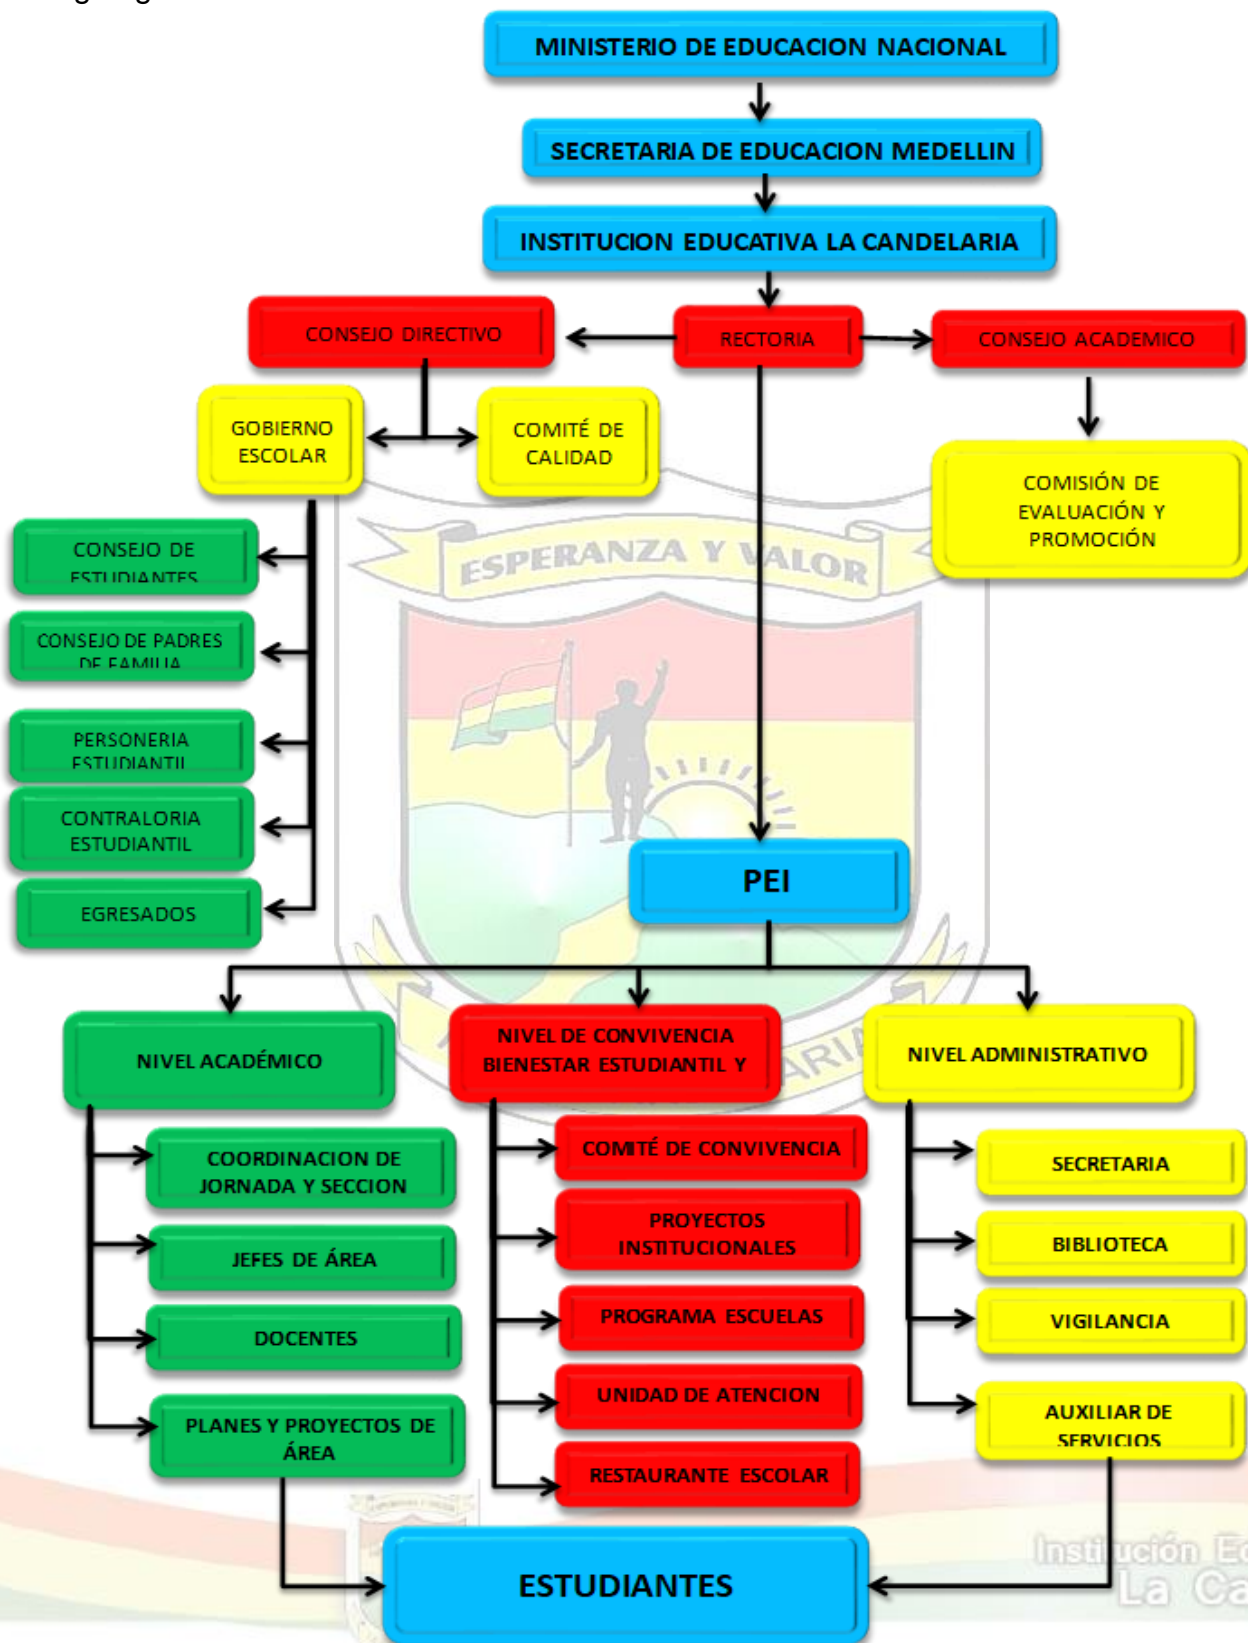 MINISTERIO DE EDUCACION NACIONAL
SECRETARIA DE EDUCACION MEDELLIN
INSTITUCION EDUCATIVA LA CANDELARIA
CONSEJO DIRECTIVO
RECTORIA
CONSEJO ACADEMICO
GOBIERNO
ESCOLAR
COMITÉ DE
CALIDAD
COMISIÓN DE
EVALUACIÓN Y
PROMOCIÓN
ESPERANZA Y VALOR
CONSEJO DE
ESTUDIANTES
CONSEJO DE PADRES
DE FAMILIA
PERSONERIA
ESTUDIANTIL
CONTRALORIA
ESTUDIANTIL
EGRESADOS
PEI
NIVEL ACADÉMICO
NIVEL DE CONVIVENCIA
BIENESTAR ESTUDIANTIL Y
NIVEL ADMINISTRATIVO
COORDINACION DE
JORNADA Y SECCION
JEFES DE ÁREA
DOCENTES
PLANES Y PROYECTOS DE
ÁREA
COMITÉ DE CONVIVENCIA
PROYECTOS
INSTITUCIONALES
PROGRAMA ESCUELAS
UNIDAD DE ATENCION
RESTAURANTE ESCOLAR
SECRETARIA
BIBLIOTECA
VIGILANCIA
AUXILIAR DE
SERVICIOS
ESTUDIANTES
Institución Ed
La Ca